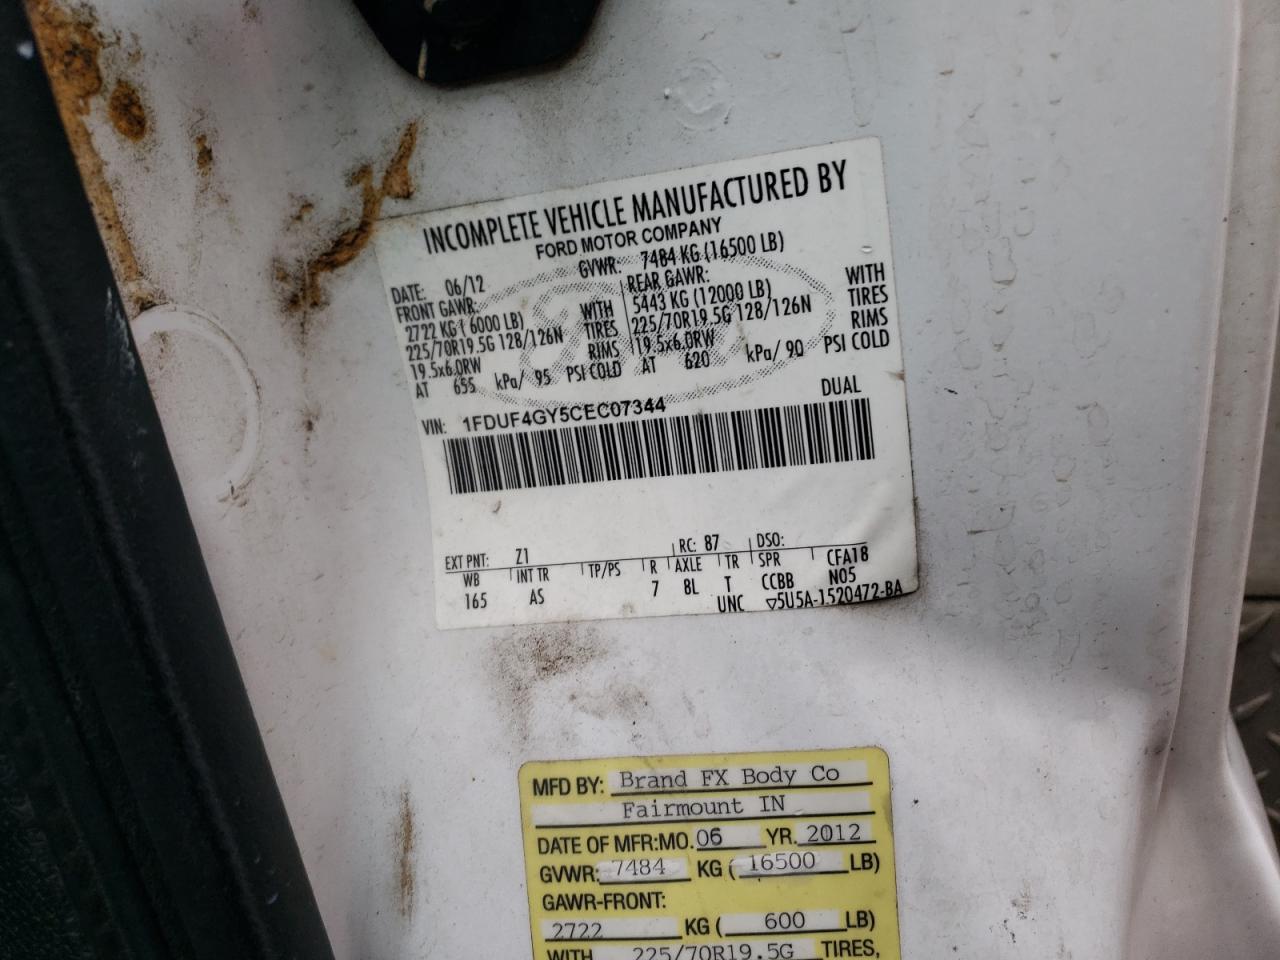 INCOMPLETE VEHICLE MANUFACTURED BY
FORD MOTOR COMPANY
DATE: 06/12 GVWR: 7484 KG (16500 LB)
FRONT GAWR: REAR GAWR:
2722 KG ( 6000 LB) WITH 5443 KG (12000 LB) WITH
225/70R19.5G 128/126N TIRES 225/70R19.5G 128/126N TIRES
19.5x6.0RW RIMS 19.5x6.0RW RIMS
AT 655 kPa/ 95 PSI COLD AT 620 kPa/ 90 PSI COLD
VIN: 1FDUF4GY5CEC07344 DUAL
EXT PNT: Z1 RC: 87 DSO:
WB INT TR TP/PS R AXLE TR SPR CFA18
165 AS 7 8L T CCBB N05
UNC ▽5U5A-1520472-BA
MFD BY: Brand FX Body Co
Fairmount IN
DATE OF MFR:MO. 06 YR. 2012
GVWR: 7484 KG ( 16500 LB)
GAWR-FRONT:
2722 KG ( 600 LB)
WITH 225/70R19.5G TIRES,